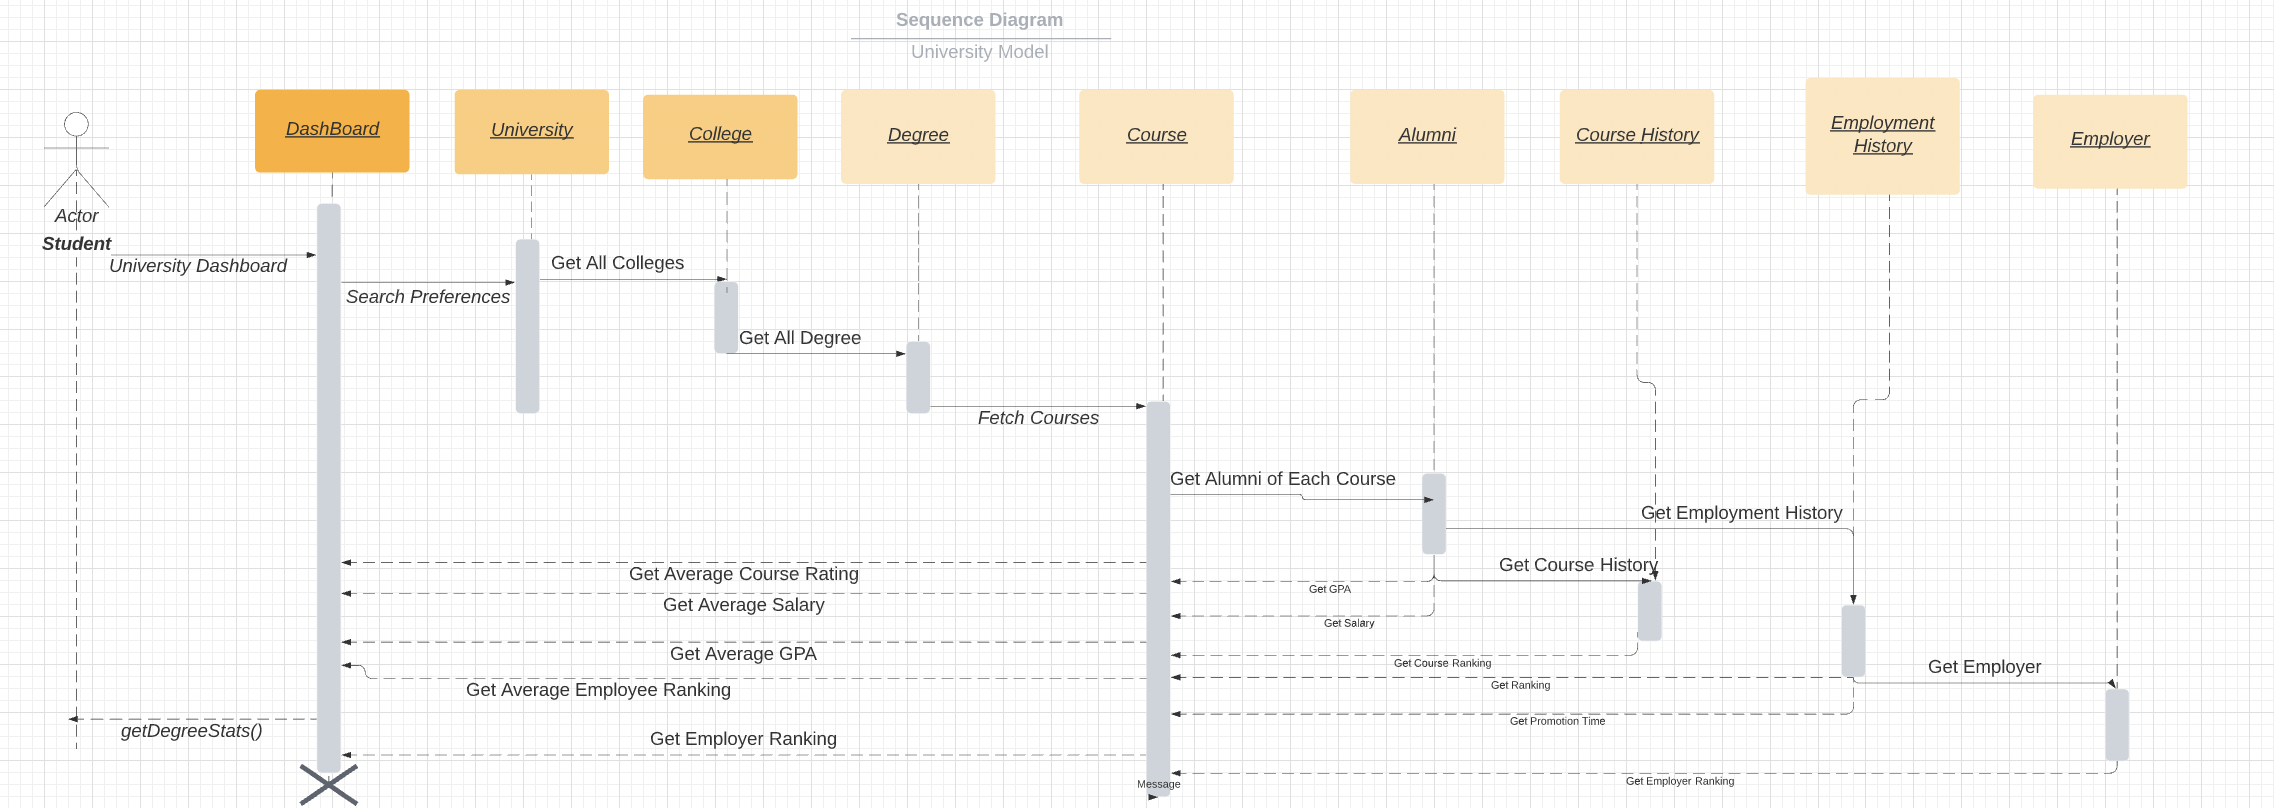 Sequence Diagram
University Model
DashBoard
University
College
Degree
Course
Alumni
Course History
Employment
History
Employer
Actor
Student
University Dashboard
Search Preferences
Get All Colleges
Get All Degree
Fetch Courses
Get Alumni of Each Course
Get Employment History
Get Course History
Get Average Course Rating
Get GPA
Get Average Salary
Get Salary
Get Average GPA
Get Course Ranking
Get Employer
Get Average Employee Ranking
Get Ranking
Get Promotion Time
getDegreeStats()
Get Employer Ranking
Get Employer Ranking
Message